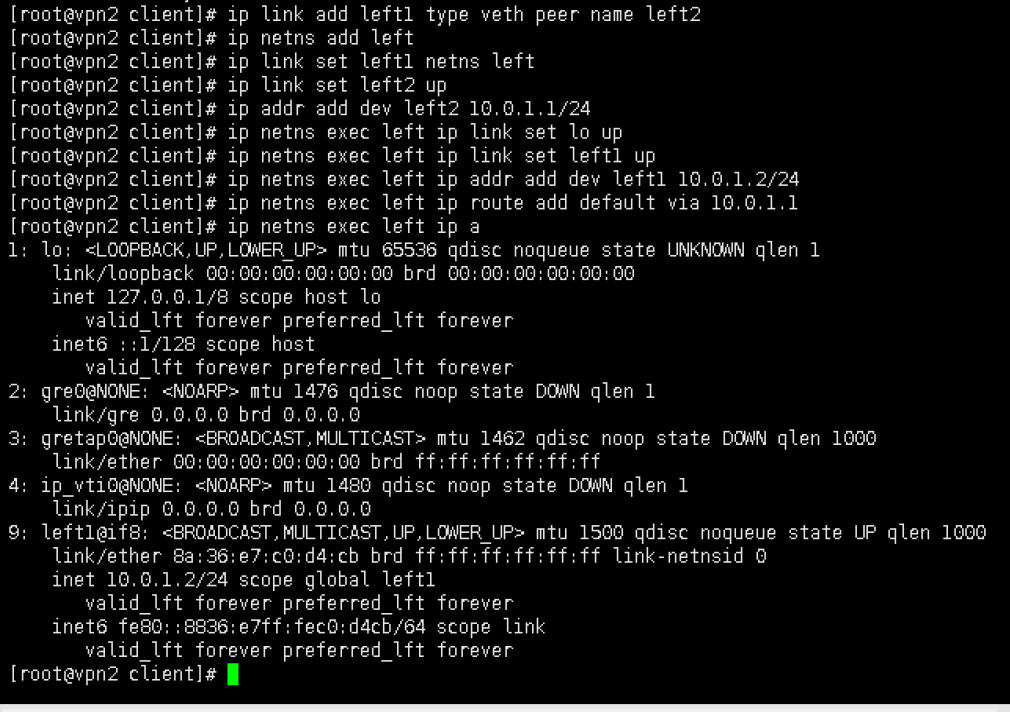 [root@vpn2 client]# ip link add left1 type veth peer name left2
[root@vpn2 client]# ip netns add left
[root@vpn2 client]# ip link set left1 netns left
[root@vpn2 client]# ip link set left2 up
[root@vpn2 client]# ip addr add dev left2 10.0.1.1/24
[root@vpn2 client]# ip netns exec left ip link set lo up
[root@vpn2 client]# ip netns exec left ip link set left1 up
[root@vpn2 client]# ip netns exec left ip addr add dev left1 10.0.1.2/24
[root@vpn2 client]# ip netns exec left ip route add default via 10.0.1.1
[root@vpn2 client]# ip netns exec left ip a
1: lo: <LOOPBACK,UP,LOWER_UP> mtu 65536 qdisc noqueue state UNKNOWN qlen 1
    link/loopback 00:00:00:00:00:00 brd 00:00:00:00:00:00
    inet 127.0.0.1/8 scope host lo
       valid_lft forever preferred_lft forever
    inet6 ::1/128 scope host
       valid_lft forever preferred_lft forever
2: gre0@NONE: <NOARP> mtu 1476 qdisc noop state DOWN qlen 1
    link/gre 0.0.0.0 brd 0.0.0.0
3: gretap0@NONE: <BROADCAST,MULTICAST> mtu 1462 qdisc noop state DOWN qlen 1000
    link/ether 00:00:00:00:00:00 brd ff:ff:ff:ff:ff:ff
4: ip_vti0@NONE: <NOARP> mtu 1480 qdisc noop state DOWN qlen 1
    link/ipip 0.0.0.0 brd 0.0.0.0
9: left1@if8: <BROADCAST,MULTICAST,UP,LOWER_UP> mtu 1500 qdisc noqueue state UP qlen 1000
    link/ether 8a:36:e7:c0:d4:cb brd ff:ff:ff:ff:ff:ff link-netnsid 0
    inet 10.0.1.2/24 scope global left1
       valid_lft forever preferred_lft forever
    inet6 fe80::8836:e7ff:fec0:d4cb/64 scope link
       valid_lft forever preferred_lft forever
[root@vpn2 client]#